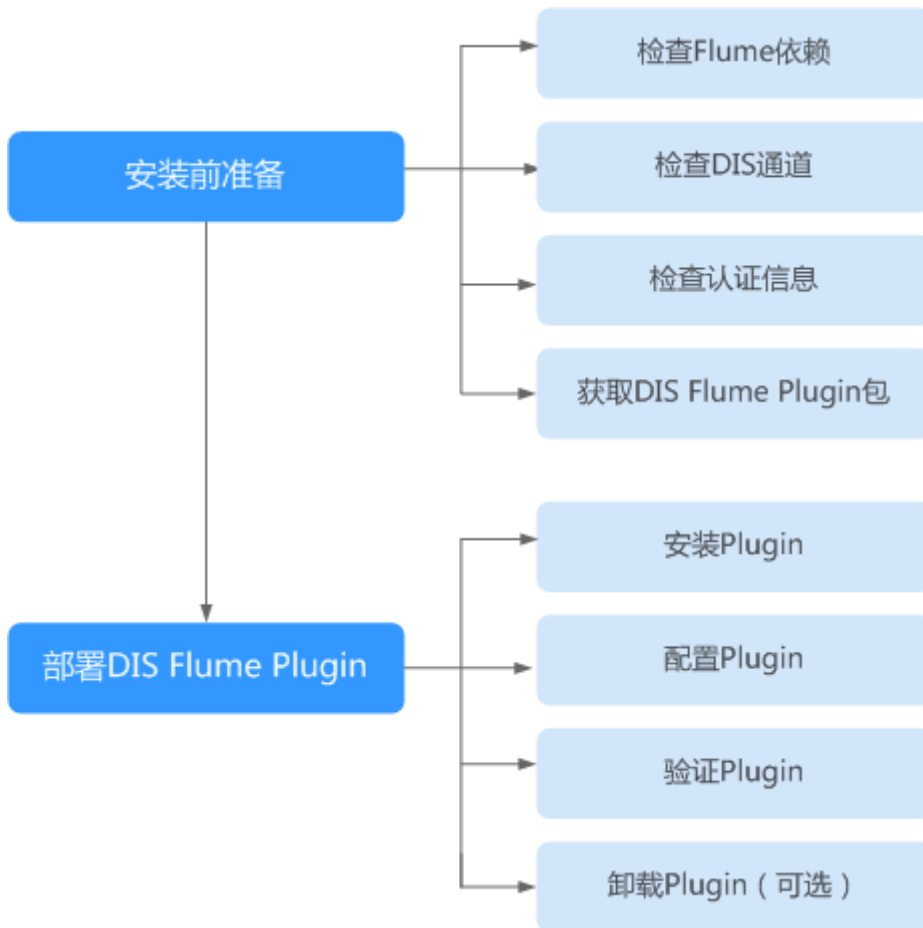 安装前准备
检查Flume依赖
检查DIS通道
检查认证信息
获取DIS Flume Plugin包
部署DIS Flume Plugin
安装Plugin
配置Plugin
验证Plugin
卸载Plugin（可选）